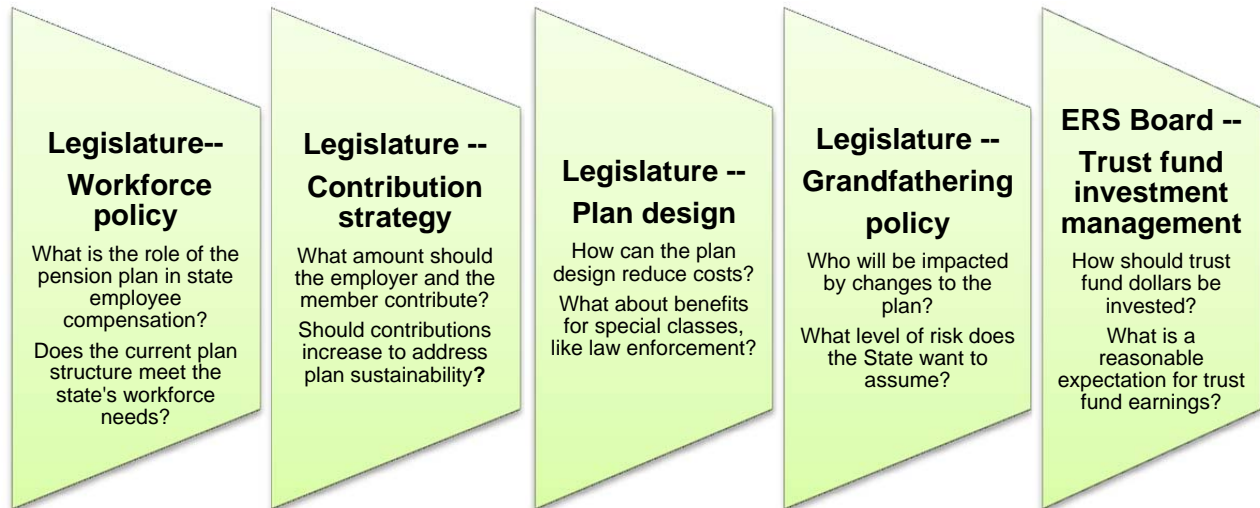 Legislature--
Workforce
policy
What is the role of the
pension plan in state
employee
compensation?
Does the current plan
structure meet the
state's workforce
needs?
Legislature --
Contribution
strategy
What amount should
the employer and the
member contribute?
Should contributions
increase to address
plan sustainability?
Legislature --
Plan design
How can the plan
design reduce costs?
What about benefits
for special classes,
like law enforcement?
Legislature --
Grandfathering
policy
Who will be impacted
by changes to the
plan?
What level of risk does
the State want to
assume?
ERS Board --
Trust fund
investment
management
How should trust
fund dollars be
invested?
What is a
reasonable
expectation for trust
fund earnings?